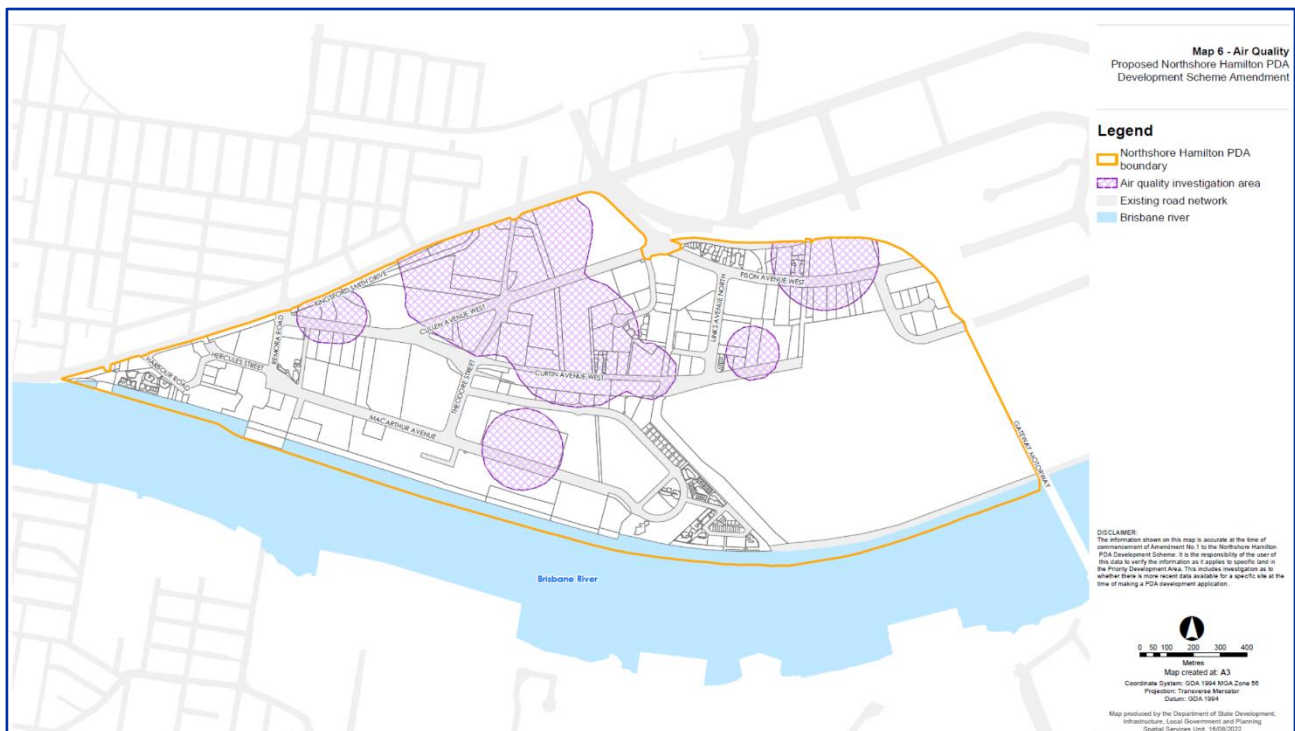 Map 6 - Air Quality
Proposed Northshore Hamilton PDA
Development Scheme Amendment
Legend
Northshore Hamilton PDA
boundary
Air quality investigation area
Existing road network
Brisbane river
KINGSFORD SMITH DRIVE
CULLEN AVENUE WEST
REMORA ROAD
HERCULES STREET
HARBOUR ROAD
THEODORE STREET
MACARTHUR AVENUE
CURTIN AVENUE WEST
LINKS AVENUE NORTH
FISON AVENUE WEST
GATEWAY MOTORWAY
Brisbane River
DISCLAIMER:
The information shown on this map is accurate at the time of
commencement of Amendment No.1 to the Northshore Hamilton
PDA Development Scheme. It is the responsibility of the user of
this data to verify the information as it applies to specific land in
the Priority Development Area. This includes investigation as to
whether there is more recent data available for a specific site at the
time of making a PDA development application.
0 50 100 200 300 400
Metres
Map created at: A3
Coordinate System: GDA 1994 MGA Zone 56
Projection: Transverse Mercator
Datum: GDA 1994
Map produced by the Department of State Development,
Infrastructure, Local Government and Planning
Spatial Services Unit, 16/08/2022